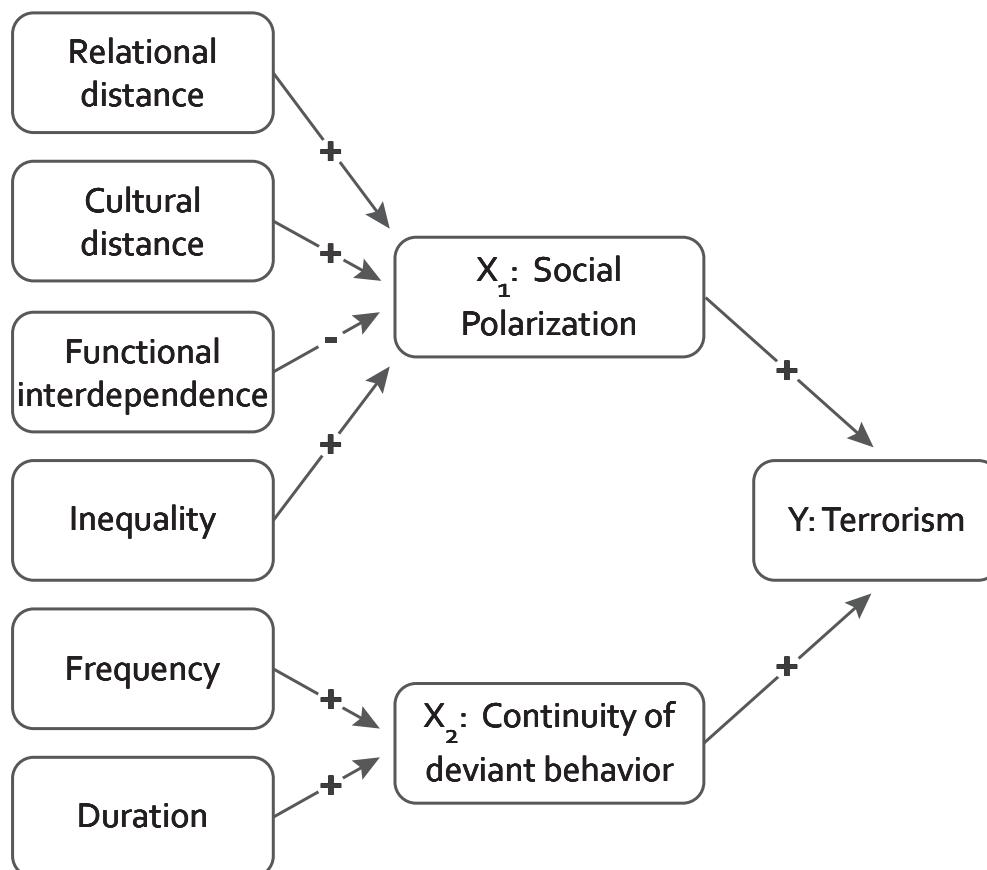 Relational
distance
+
Cultural
distance
+
X1: Social
Polarization
Functional
interdependence
-
+
+
Inequality
Y: Terrorism
Frequency
+
+
X2: Continuity of
deviant behavior
Duration
+